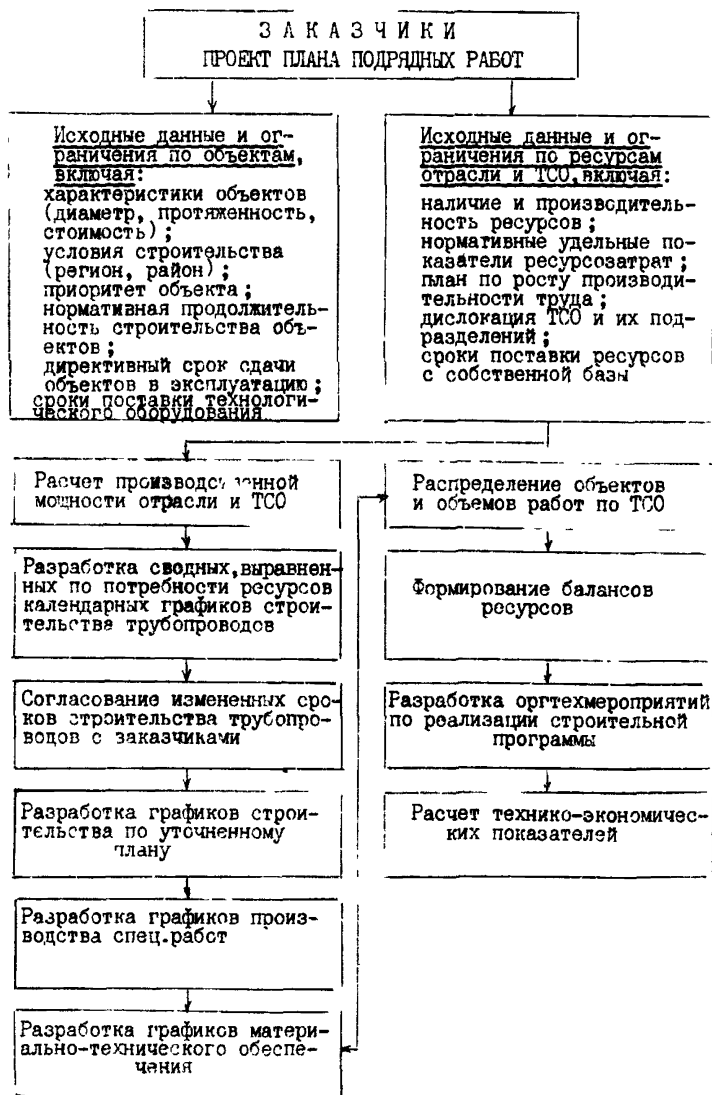 ЗАКАЗЧИКИ
ПРОЕКТ ПЛАНА ПОДРЯДНЫХ РАБОТ
Исходные данные и ог-
раничения по объектам,
включая:
характеристики объектов
(диаметр, протяженность,
стоимость);
условия строительства
(регион, район);
приоритет объекта;
нормативная продолжитель-
ность строительства объ-
ектов;
директивный срок сдачи
объектов в эксплуатацию;
сроки поставки технологи-
ческого оборудования
Исходные данные и ог-
раничения по ресурсам
отрасли и ТСО, включая:
наличие и производитель-
ность ресурсов;
нормативные удельные по-
казатели ресурсозатрат;
план по росту производи-
тельности труда;
дислокация ТСО и их под-
разделений;
сроки поставки ресурсов
с собственной базы
Расчет производственной
мощности отрасли и ТСО
Разработка сводных, выравнен-
ных по потребности ресурсов
календарных графиков строи-
тельства трубопроводов
Согласование измененных сро-
ков строительства трубопро-
водов с заказчиками
Разработка графиков строи-
тельства по уточненному
плану
Разработка графиков произ-
водства спец.работ
Разработка графиков матери-
ально-технического обеспе-
чения
Распределение объектов
и объемов работ по ТСО
Формирование балансов
ресурсов
Разработка оргтехмероприятий
по реализации строительной
программы
Расчет технико-экономичес-
ких показателей